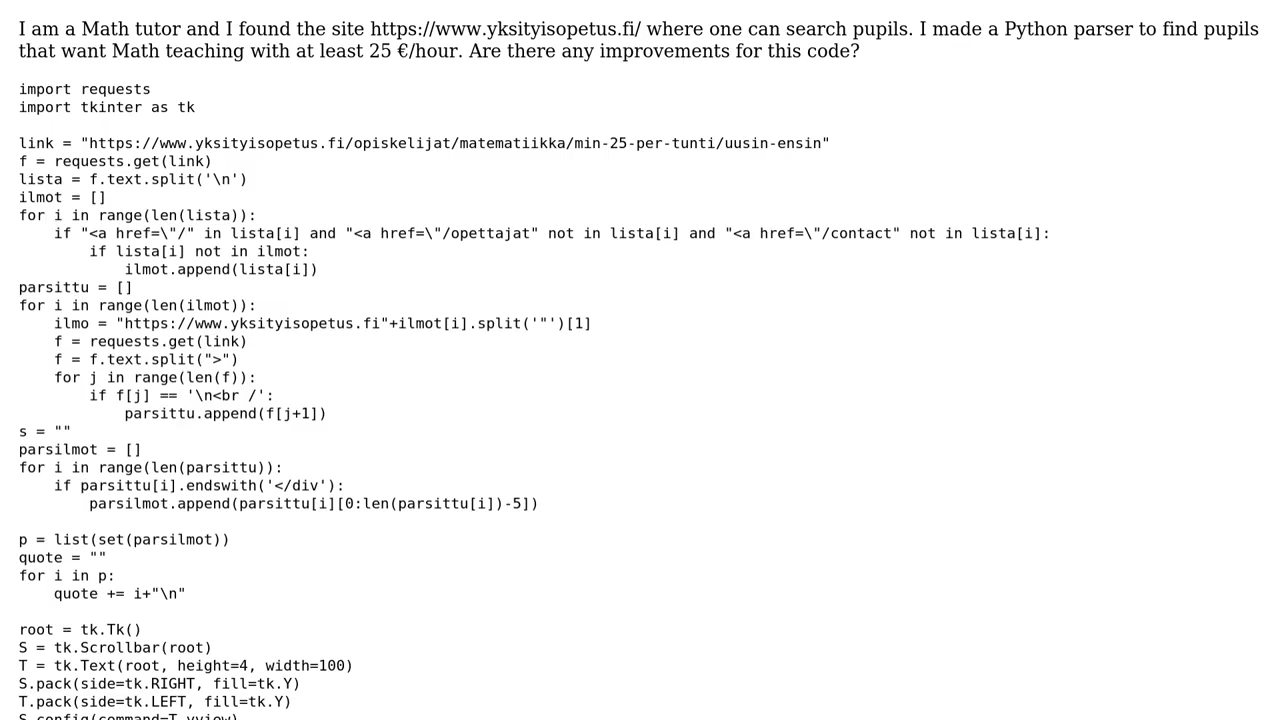 I am a Math tutor and I found the site https://www.yksityisopetus.fi/ where one can search pupils. I made a Python parser to find pupils
that want Math teaching with at least 25 €/hour. Are there any improvements for this code?
import requests
import tkinter as tk
link = "https://www.yksityisopetus.fi/opiskelijat/matematiikka/min-25-per-tunti/uusin-ensin"
f = requests.get(link)
lista = f.text.split('\n')
ilmot = []
for i in range(len(lista)):
    if "<a href=\"/" in lista[i] and "<a href=\"/opettajat" not in lista[i] and "<a href=\"/contact" not in lista[i]:
        if lista[i] not in ilmot:
            ilmot.append(lista[i])
parsittu = []
for i in range(len(ilmot)):
    ilmo = "https://www.yksityisopetus.fi"+ilmot[i].split('"')[1]
    f = requests.get(link)
    f = f.text.split(">")
    for j in range(len(f)):
        if f[j] == '\n<br /':
            parsittu.append(f[j+1])
s = ""
parsilmot = []
for i in range(len(parsittu)):
    if parsittu[i].endswith('</div'):
        parsilmot.append(parsittu[i][0:len(parsittu[i])-5])
p = list(set(parsilmot))
quote = ""
for i in p:
    quote += i+"\n"
root = tk.Tk()
S = tk.Scrollbar(root)
T = tk.Text(root, height=4, width=100)
S.pack(side=tk.RIGHT, fill=tk.Y)
T.pack(side=tk.LEFT, fill=tk.Y)
S.config(command=T.yview)